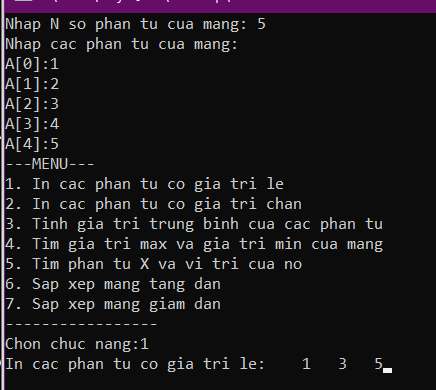 Nhap N so phan tu cua mang: 5
Nhap cac phan tu cua mang:
A[0]:1
A[1]:2
A[2]:3
A[3]:4
A[4]:5
---MENU---
1. In cac phan tu co gia tri le
2. In cac phan tu co gia tri chan
3. Tinh gia tri trung binh cua cac phan tu
4. Tim gia tri max va gia tri min cua mang
5. Tim phan tu X va vi tri cua no
6. Sap xep mang tang dan
7. Sap xep mang giam dan
-----------------
Chon chuc nang:1
In cac phan tu co gia tri le:    1   3   5